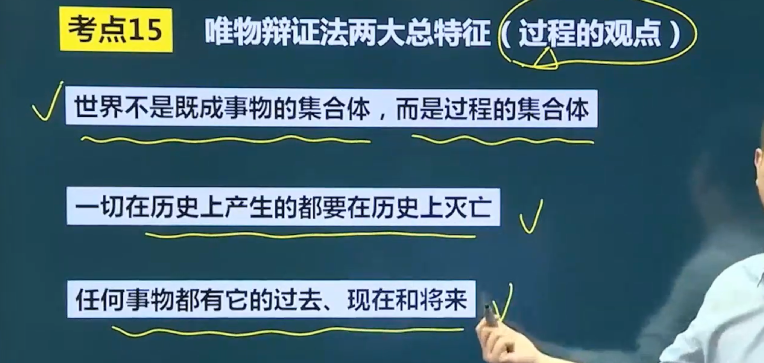 考点15 唯物辩证法两大总特征（过程的观点）
世界不是既成事物的集合体，而是过程的集合体
一切在历史上产生的都要在历史上灭亡
任何事物都有它的过去、现在和将来